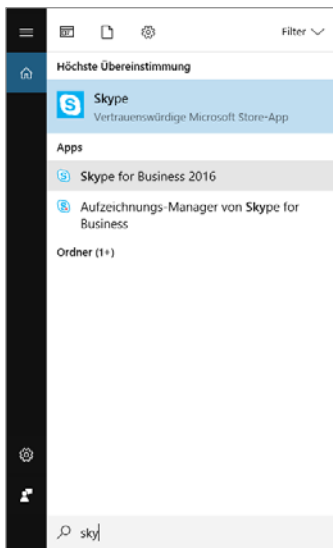 Filter
Höchste Übereinstimmung
Skype
Vertrauenswürdige Microsoft Store-App
Apps
Skype for Business 2016
Aufzeichnungs-Manager von Skype for
Business
Ordner (1+)
sky